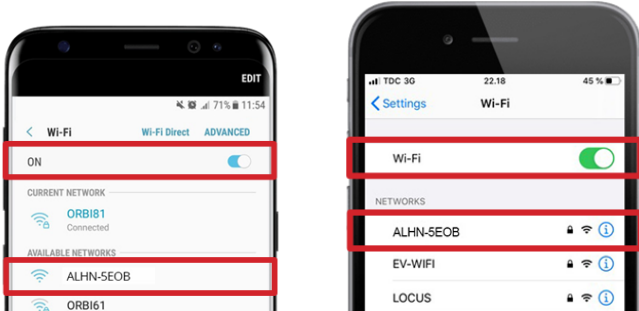 EDIT
71% 11:54
< Wi-Fi Wi-Fi Direct ADVANCED
ON
CURRENT NETWORK
ORBI81
Connected
AVAILABLE NETWORKS
ALHN-5EOB
ORBI61
TDC 3G 22.18 45 %
Settings Wi-Fi
Wi-Fi
NETWORKS
ALHN-5EOB
EV-WIFI
LOCUS